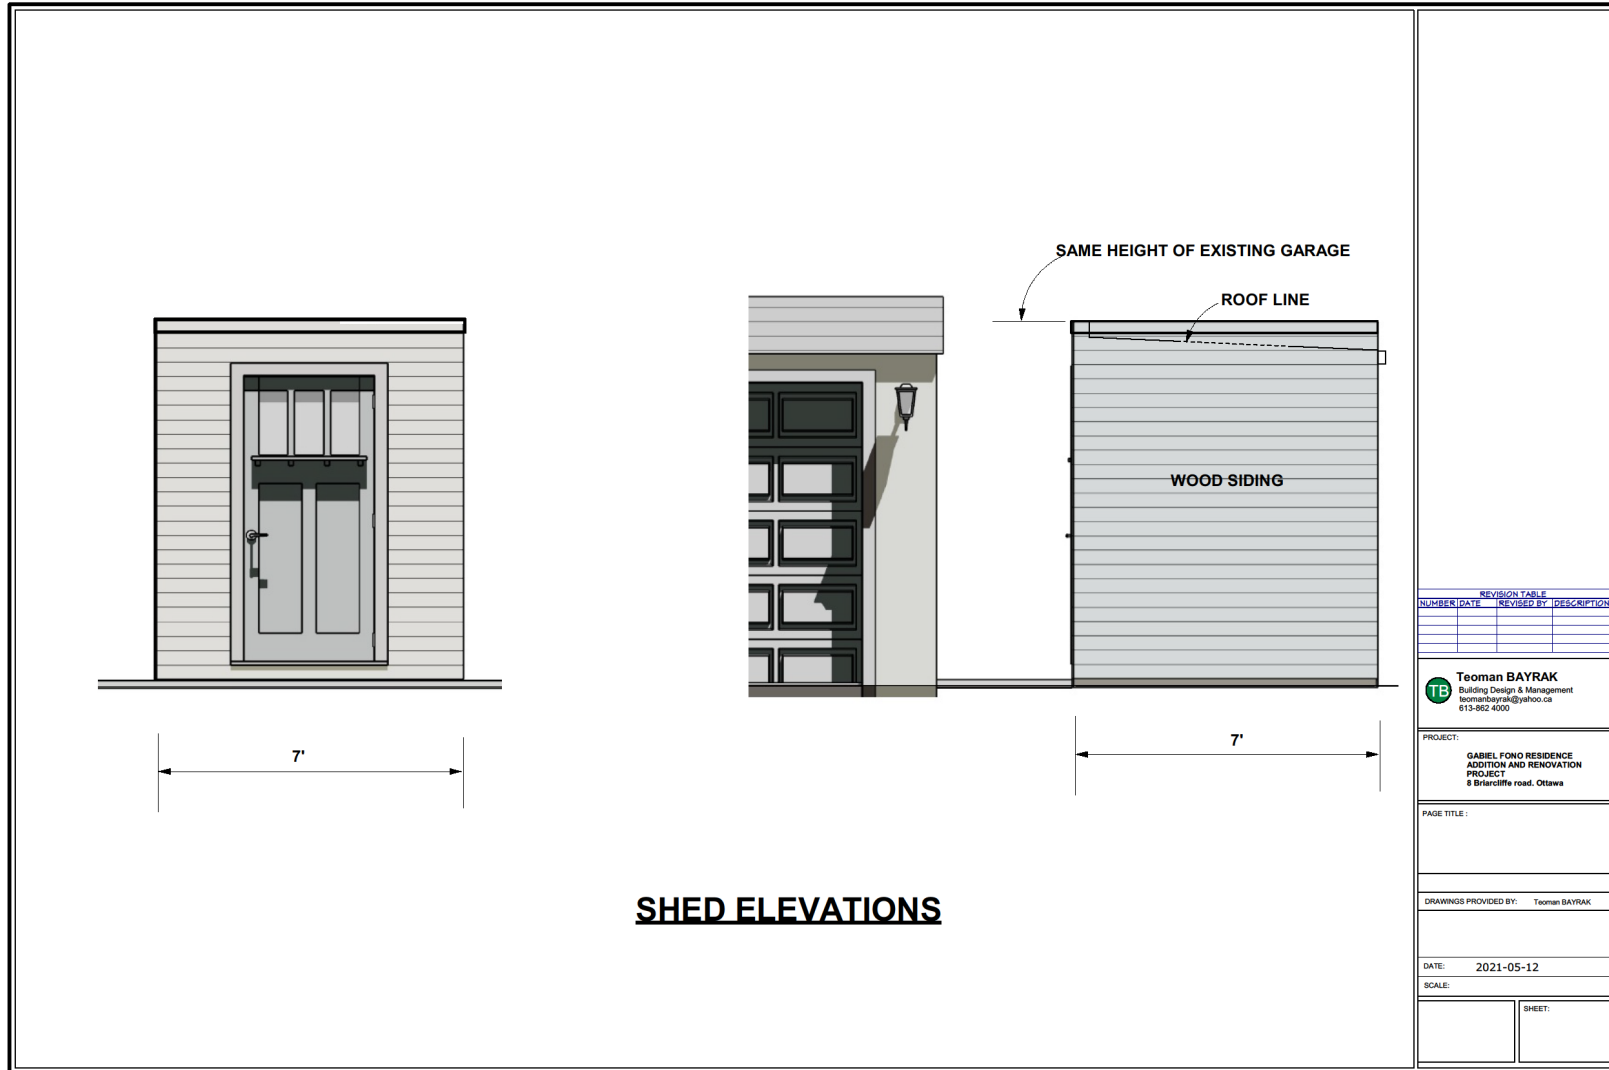 SAME HEIGHT OF EXISTING GARAGE
ROOF LINE
WOOD SIDING
7'
7'
SHED ELEVATIONS
REVISION TABLE
NUMBER DATE REVISED BY DESCRIPTION
TB
Teoman BAYRAK
Building Design & Management
teomanbayrak@yahoo.ca
613-862 4000
PROJECT:
GABIEL FONO RESIDENCE
ADDITION AND RENOVATION
PROJECT
8 Briarcliffe road. Ottawa
PAGE TITLE :
DRAWINGS PROVIDED BY: Teoman BAYRAK
DATE: 2021-05-12
SCALE:
SHEET: